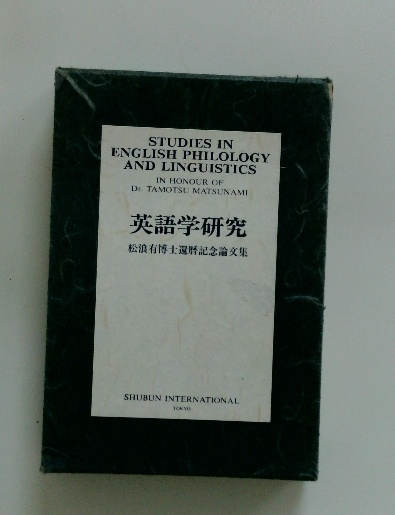 STUDIES IN
ENGLISH PHILOLOGY
AND LINGUISTICS
IN HONOUR OF
Dr. TAMOTSU MATSUNAMI
英語学研究
松浪有博士還暦記念論文集
SHUBUN INTERNATIONAL
TOKYO